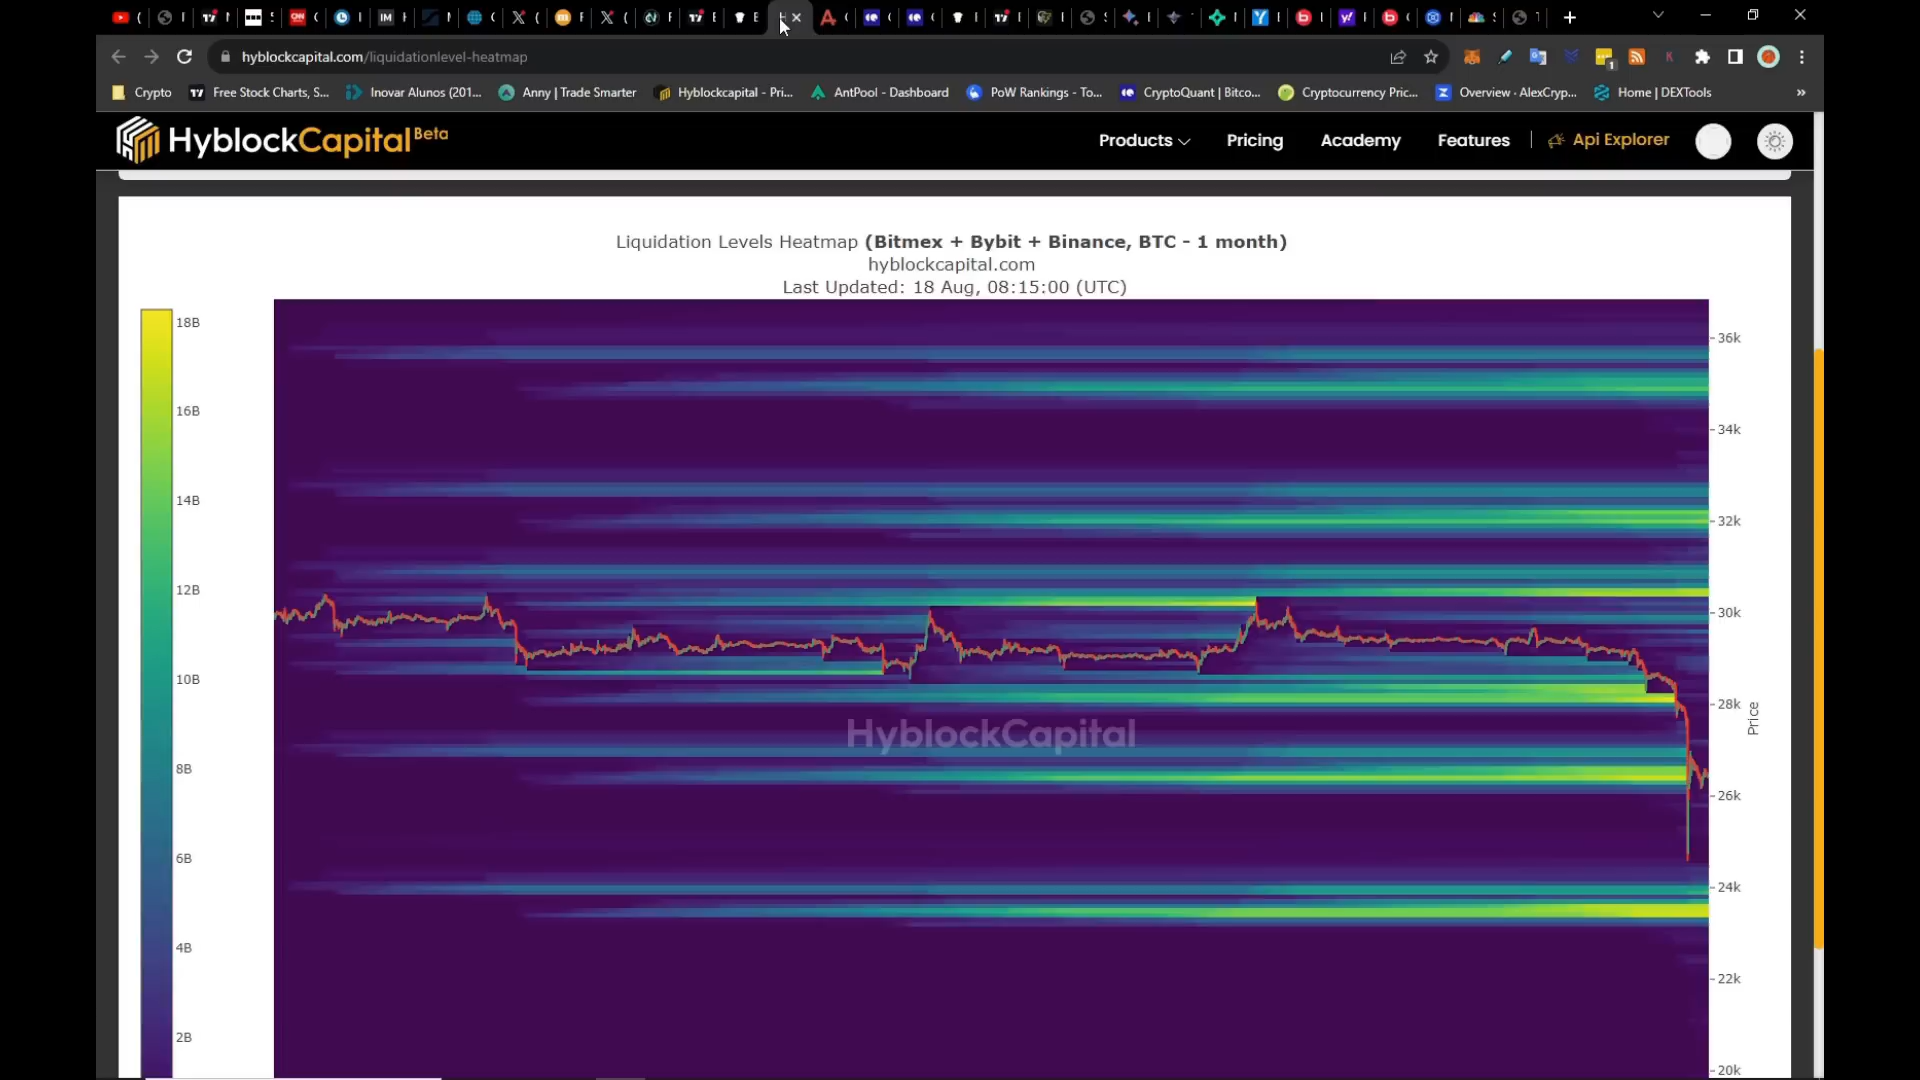 hyblockcapital.com/liquidationlevel-heatmap
Crypto
Free Stock Charts, S...
Inovar Alunos (201...
Anny | Trade Smarter
Hyblockcapital - Pri...
AntPool - Dashboard
PoW Rankings - To...
CryptoQuant | Bitco...
Cryptocurrency Pric...
Overview · AlexCryp...
Home | DEXTools
»
HyblockCapital Beta
Products
Pricing
Academy
Features
Api Explorer
Liquidation Levels Heatmap (Bitmex + Bybit + Binance, BTC - 1 month)
hyblockcapital.com
Last Updated: 18 Aug, 08:15:00 (UTC)
18B
16B
14B
12B
10B
8B
6B
4B
2B
36k
34k
32k
30k
28k
26k
24k
22k
20k
Price
HyblockCapital